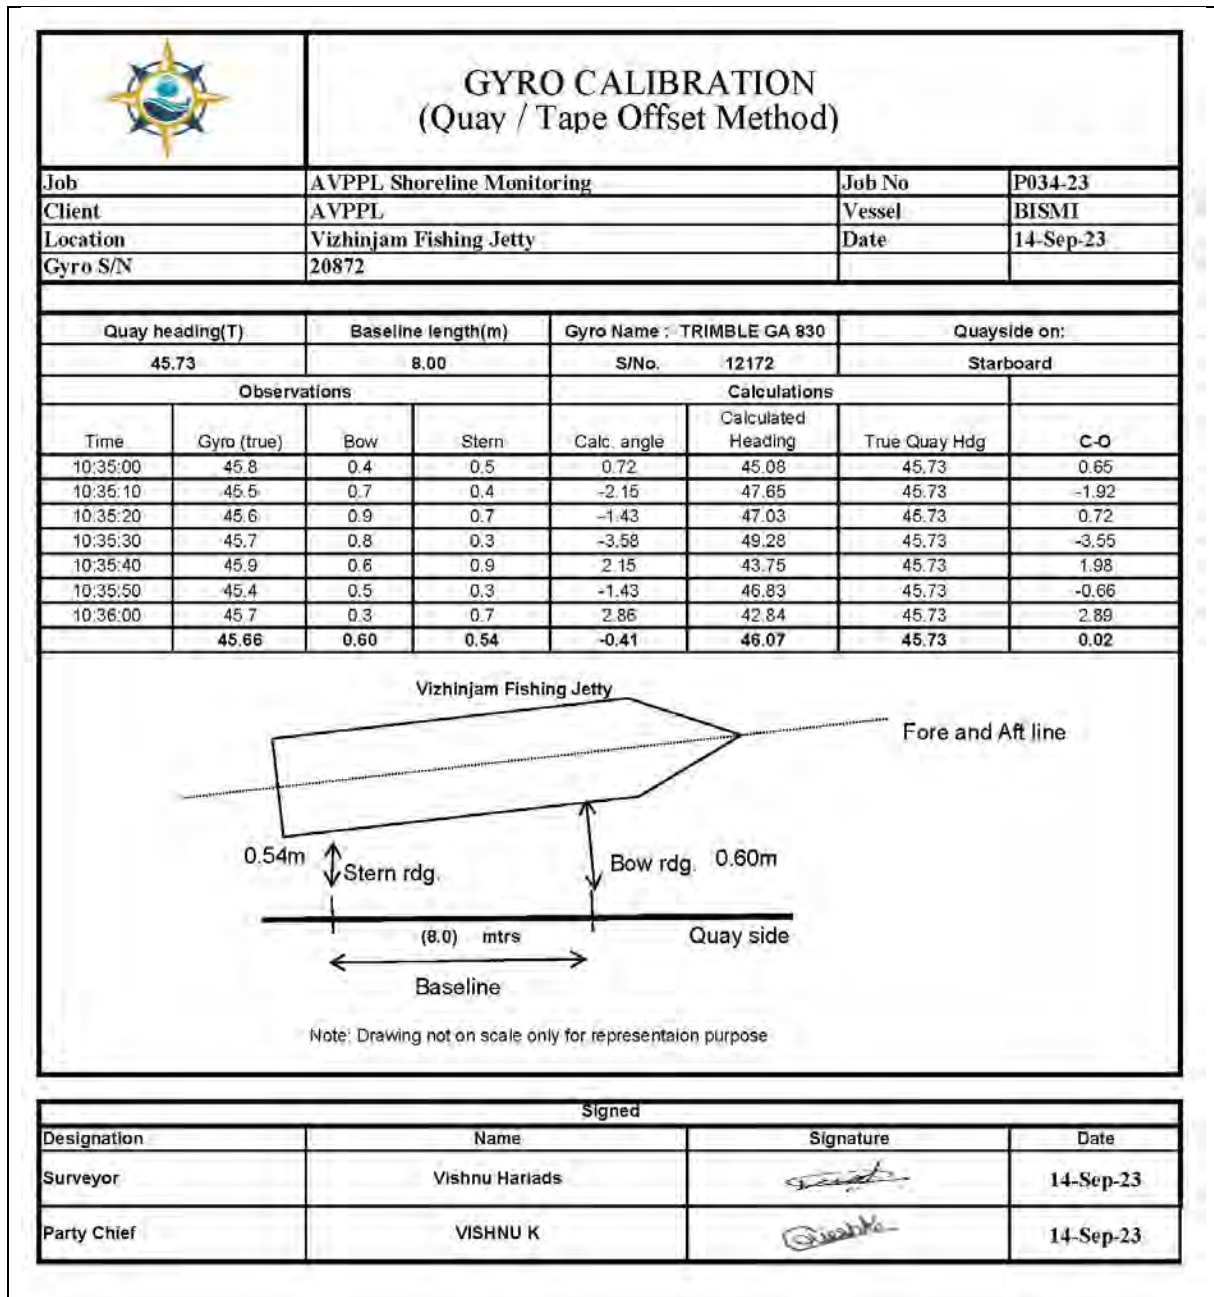 GYRO CALIBRATION
(Quay / Tape Offset Method)
Job AVPPL Shoreline Monitoring Job No P034-23
Client AVPPL Vessel BISMI
Location Vizhinjam Fishing Jetty Date 14-Sep-23
Gyro S/N 20872
Quay heading(T) Baseline length(m) Gyro Name : TRIMBLE GA 830 Quayside on:
45.73 8.00 S/No. 12172 Starboard
Observations Calculations
Time Gyro (true) Bow Stern Calc. angle Calculated Heading True Quay Hdg C-O
10:35:00 45.8 0.4 0.5 0.72 45.08 45.73 0.65
10:35:10 45.5 0.7 0.4 -2.15 47.65 45.73 -1.92
10:35:20 45.6 0.9 0.7 -1.43 47.03 45.73 0.72
10:35:30 45.7 0.8 0.3 -3.58 49.28 45.73 -3.55
10:35:40 45.9 0.6 0.9 2.15 43.75 45.73 1.98
10:35:50 45.4 0.5 0.3 -1.43 46.83 45.73 -0.66
10:36:00 45.7 0.3 0.7 2.86 42.84 45.73 2.89
45.66 0.60 0.54 -0.41 46.07 45.73 0.02
Vizhinjam Fishing Jetty
Fore and Aft line
0.54m Stern rdg. Bow rdg. 0.60m
(8.0) mtrs Quay side
Baseline
Note: Drawing not on scale only for representaion purpose
Signed
Designation Name Signature Date
Surveyor Vishnu Hariads 14-Sep-23
Party Chief VISHNU K 14-Sep-23